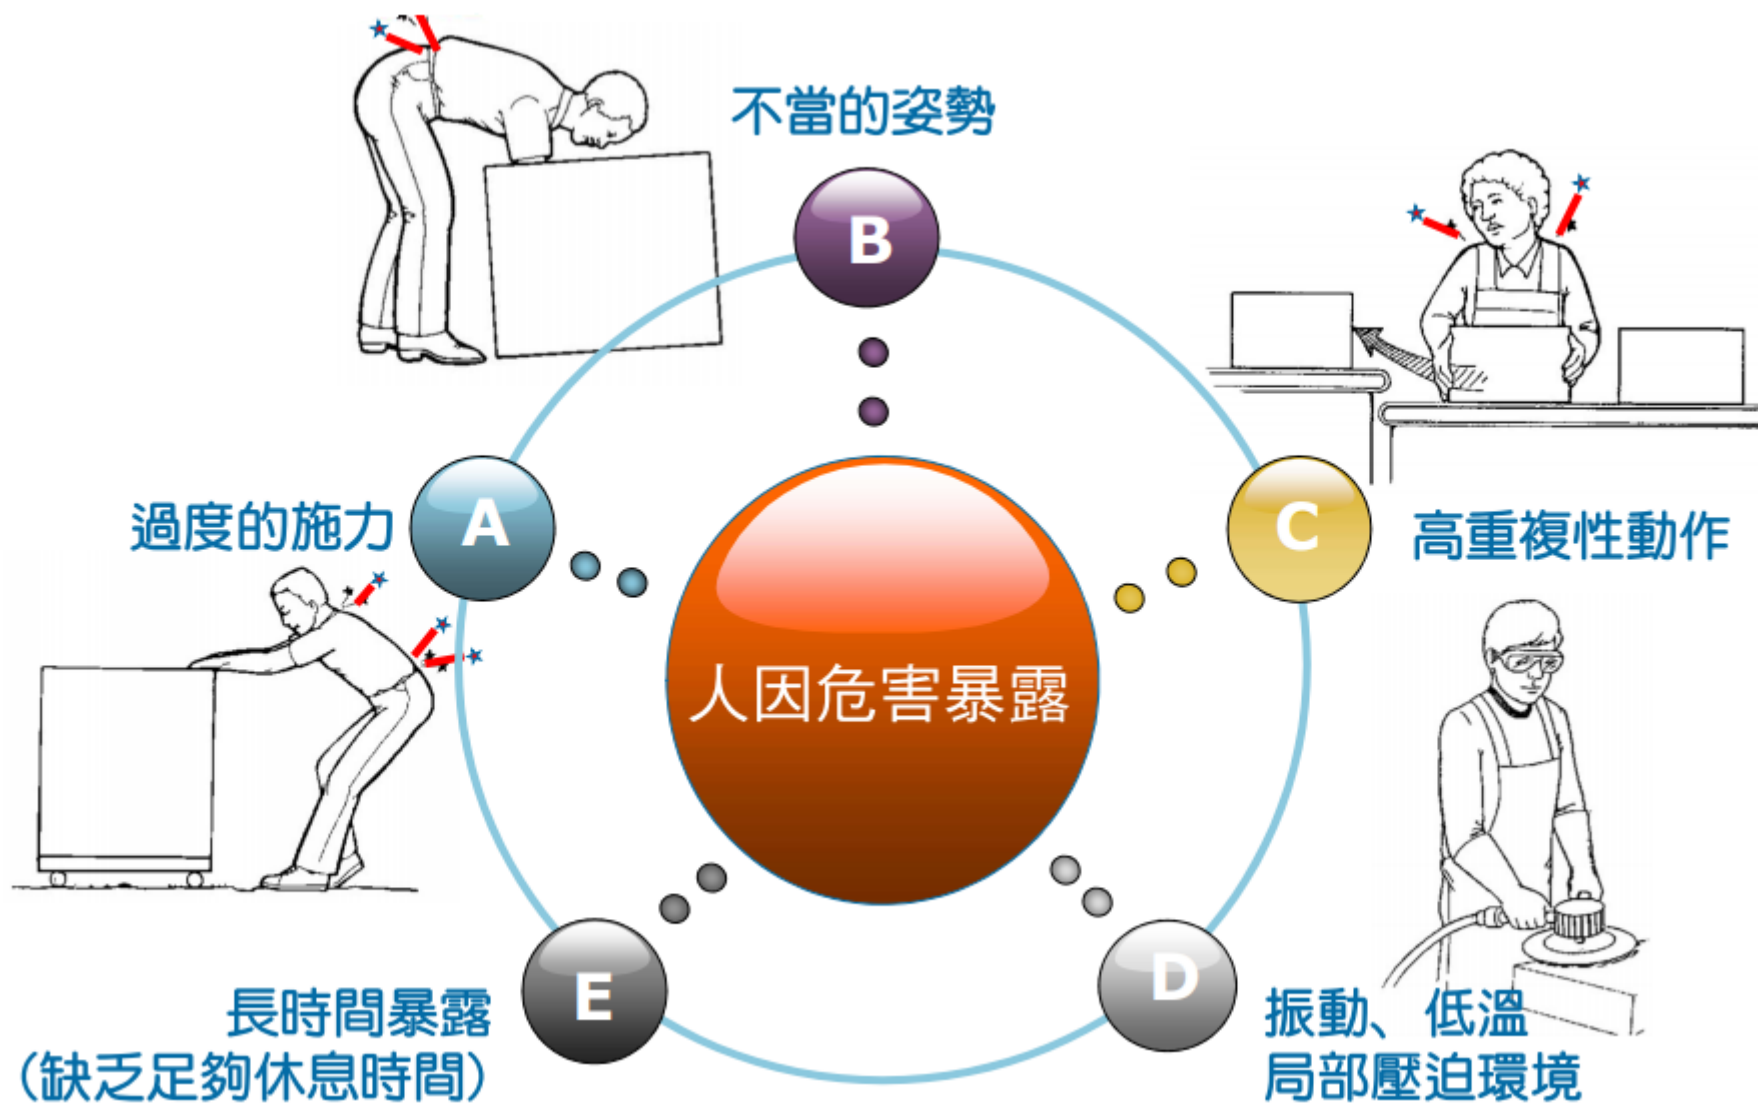 不當的姿勢
B
過度的施力
A
C
高重複性動作
人因危害暴露
E
D
長時間暴露
(缺乏足夠休息時間)
振動、低溫
局部壓迫環境